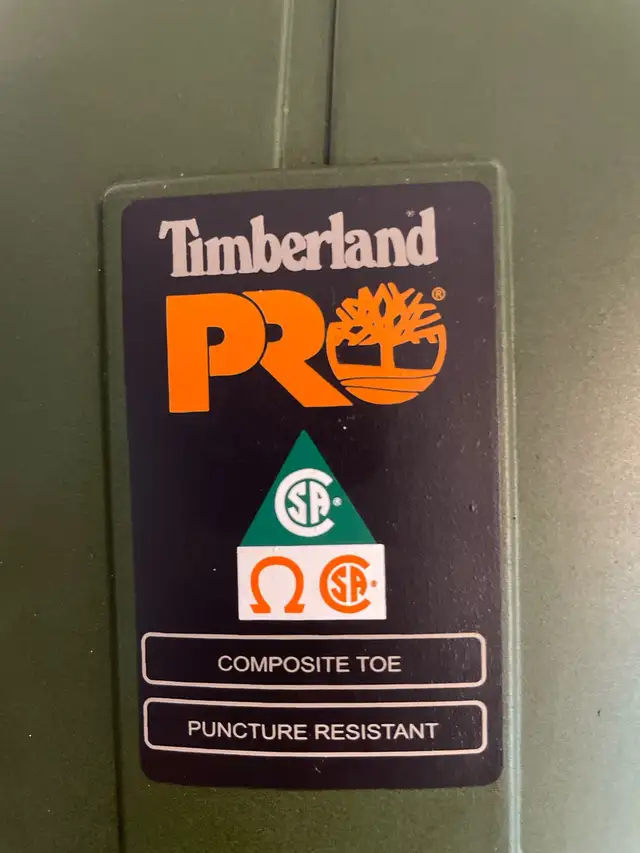 Timberland
PRO®
CSA®
Ω CSA®
COMPOSITE TOE
PUNCTURE RESISTANT